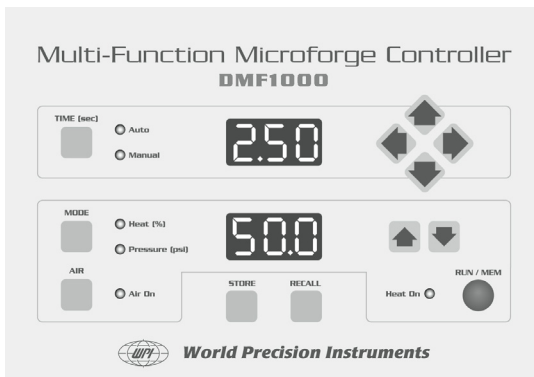 Multi-Function Microforge Controller
DMF1000
TIME (sec)
Auto
Manual
2.50
MODE
Heat (%)
Pressure (psi)
50.0
AIR
Air On
STORE
RECALL
Heat On
RUN / MEM
WPI
World Precision Instruments